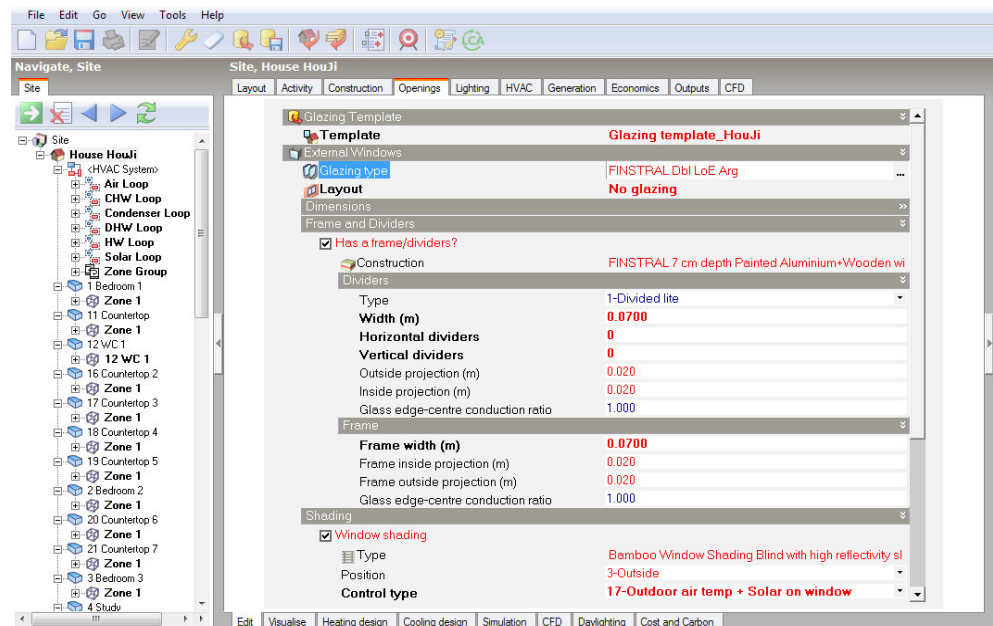 File Edit Go View Tools Help
Navigate, Site
Site, House HouJi
Site
Layout Activity Construction Openings Lighting HVAC Generation Economics Outputs CFD
Site
House HouJi
<HVAC System>
Air Loop
CHW Loop
Condenser Loop
DHW Loop
HW Loop
Solar Loop
Zone Group
1 Bedroom 1
Zone 1
11 Countertop
Zone 1
12 WC 1
12 WC 1
16 Countertop 2
Zone 1
17 Countertop 3
Zone 1
18 Countertop 4
Zone 1
19 Countertop 5
Zone 1
2 Bedroom 2
Zone 1
20 Countertop 6
Zone 1
21 Countertop 7
Zone 1
3 Bedroom 3
Zone 1
4 Study
Glazing Template
Template Glazing template_HouJi
External Windows
Glazing type FINSTRAL Dbl LoE Arg ...
Layout No glazing
Dimensions
Frame and Dividers
Has a frame/dividers?
Construction FINSTRAL 7 cm depth Painted Aluminium+Wooden wi
Dividers
Type 1-Divided lite
Width (m) 0.0700
Horizontal dividers 0
Vertical dividers 0
Outside projection (m) 0.020
Inside projection (m) 0.020
Glass edge-centre conduction ratio 1.000
Frame
Frame width (m) 0.0700
Frame inside projection (m) 0.020
Frame outside projection (m) 0.020
Glass edge-centre conduction ratio 1.000
Shading
Window shading
Type Bamboo Window Shading Blind with high reflectivity sl
Position 3-Outside
Control type 17-Outdoor air temp + Solar on window
Edit Visualise Heating design Cooling design Simulation CFD Daylighting Cost and Carbon